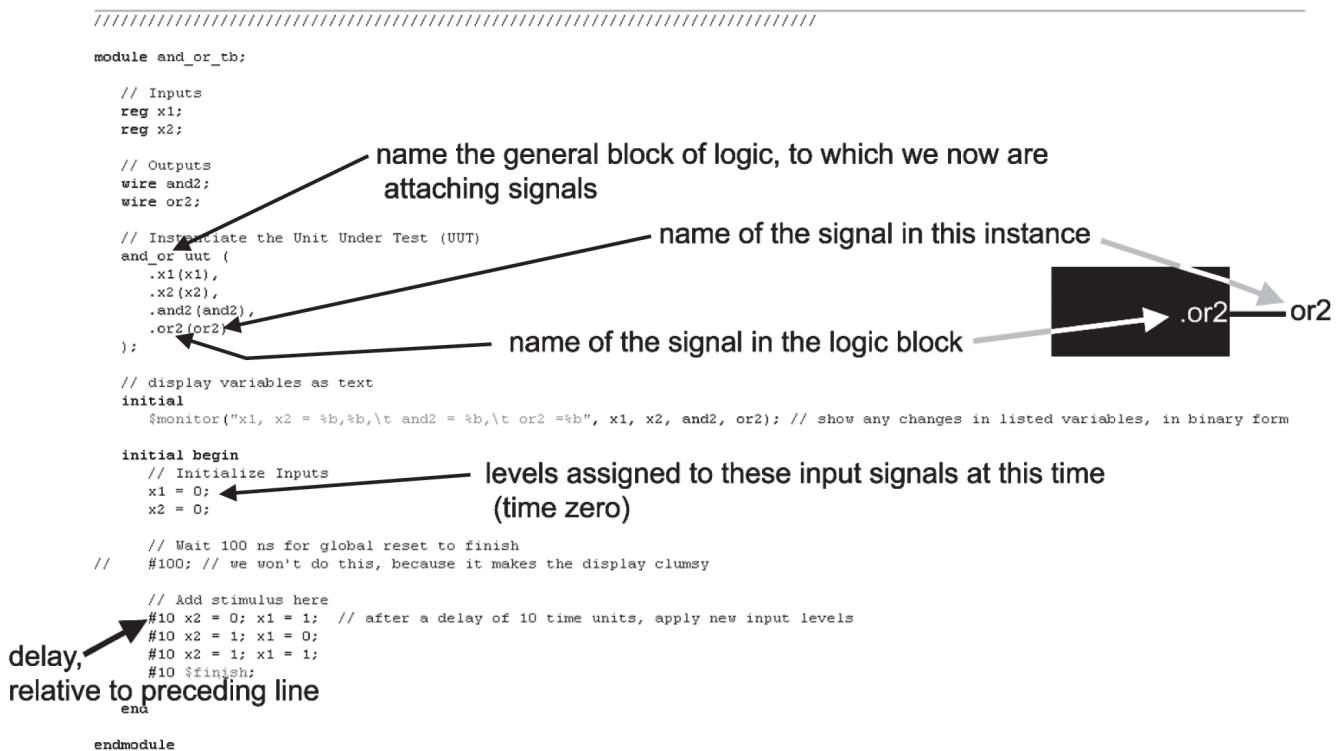 ////////////////////////////////////////////////////////////////////////////////
module and_or_tb;
// Inputs
reg x1;
reg x2;
// Outputs
wire and2;
wire or2;
name the general block of logic, to which we now are
attaching signals
// Instantiate the Unit Under Test (UUT)
and_or uut (
.x1(x1),
.x2(x2),
.and2(and2),
.or2(or2)
);
name of the signal in this instance
name of the signal in the logic block
.or2
or2
// display variables as text
initial
$monitor("x1, x2 = %b,%b,\t and2 = %b,\t or2 =%b", x1, x2, and2, or2); // show any changes in listed variables, in binary form
initial begin
// Initialize Inputs
x1 = 0;
x2 = 0;
levels assigned to these input signals at this time
(time zero)
// Wait 100 ns for global reset to finish
// #100; // we won't do this, because it makes the display clumsy
// Add stimulus here
#10 x2 = 0; x1 = 1; // after a delay of 10 time units, apply new input levels
#10 x2 = 1; x1 = 0;
#10 x2 = 1; x1 = 1;
#10 $finish;
delay,
relative to preceding line
end
endmodule